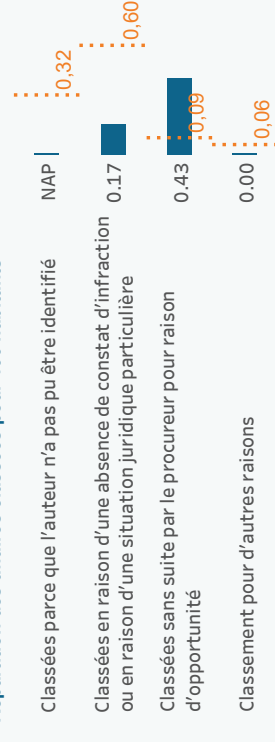 Classées parce que l'auteur n'a pas pu être identifié
NAP
0,32
Classées en raison d'une absence de constat d'infraction
ou en raison d'une situation juridique particulière
0.17
0,60
Classées sans suite par le procureur pour raison
d'opportunité
0.43
0,09
Classement pour d'autres raisons
0.00
0,06